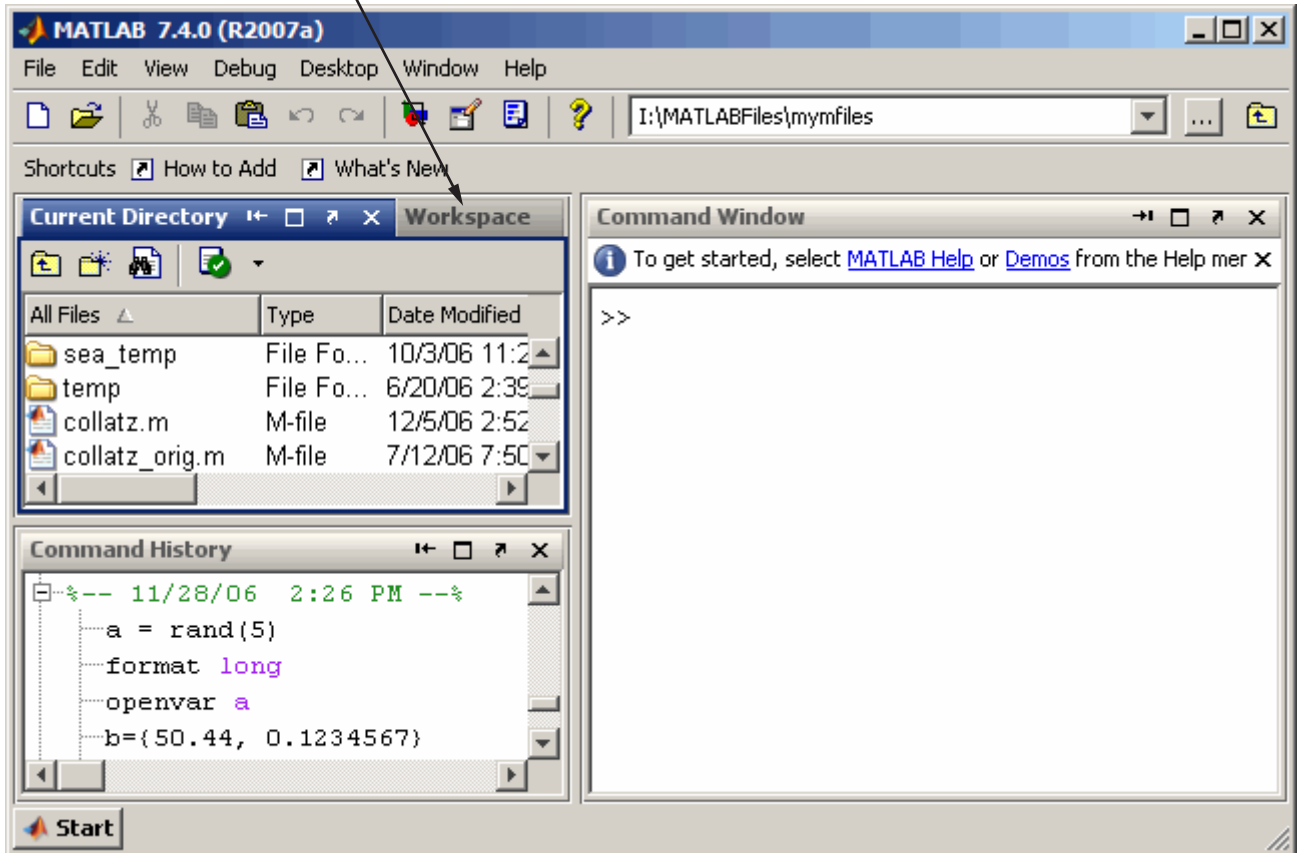 MATLAB 7.4.0 (R2007a)
File Edit View Debug Desktop Window Help
I:\MATLABFiles\mymfiles ...
Shortcuts How to Add What's New
Current Directory Workspace
All Files Type Date Modified
sea_temp File Fo... 10/3/06 11:2
temp File Fo... 6/20/06 2:39
collatz.m M-file 12/5/06 2:52
collatz_orig.m M-file 7/12/06 7:50
Command History
%-- 11/28/06 2:26 PM --%
a = rand(5)
format long
openvar a
b={50.44, 0.1234567}
Command Window
To get started, select MATLAB Help or Demos from the Help mer
>>
Start